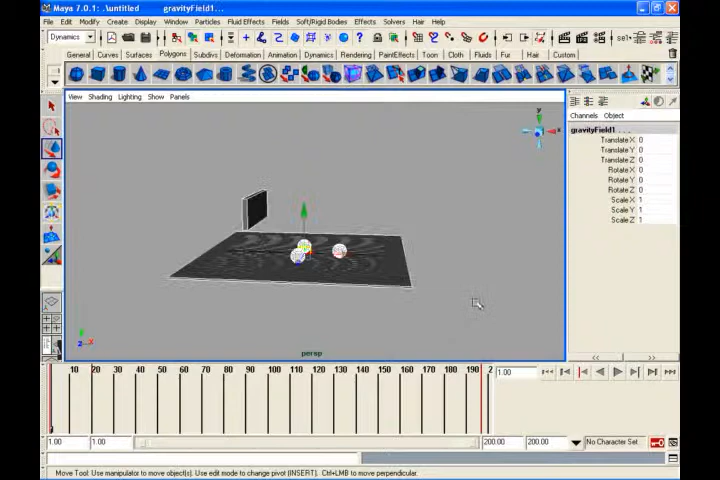 Maya 7.0.1: .\untitled gravityField1...
File Edit Modify Create Display Window Particles Fluid Effects Fields Soft/Rigid Bodies Effects Solvers Hair Help
Dynamics
sel
General Curves Surfaces Polygons Subdivs Deformation Animation Dynamics Rendering PaintEffects Toon Cloth Fluids Fur Hair Custom
View Shading Lighting Show Panels
Channels Object
gravityField1 . . .
Translate X 0
Translate Y 0
Translate Z 0
Rotate X 0
Rotate Y 0
Rotate Z 0
Scale X 1
Scale Y 1
Scale Z 1
y
x
z x
persp
10 20 30 40 50 60 70 80 90 100 110 120 130 140 150 160 170 180 190 2
1.00
1.00 1.00 200.00 200.00 No Character Set
Move Tool: Use manipulator to move object(s). Use edit mode to change pivot (INSERT). Ctrl+LMB to move perpendicular.